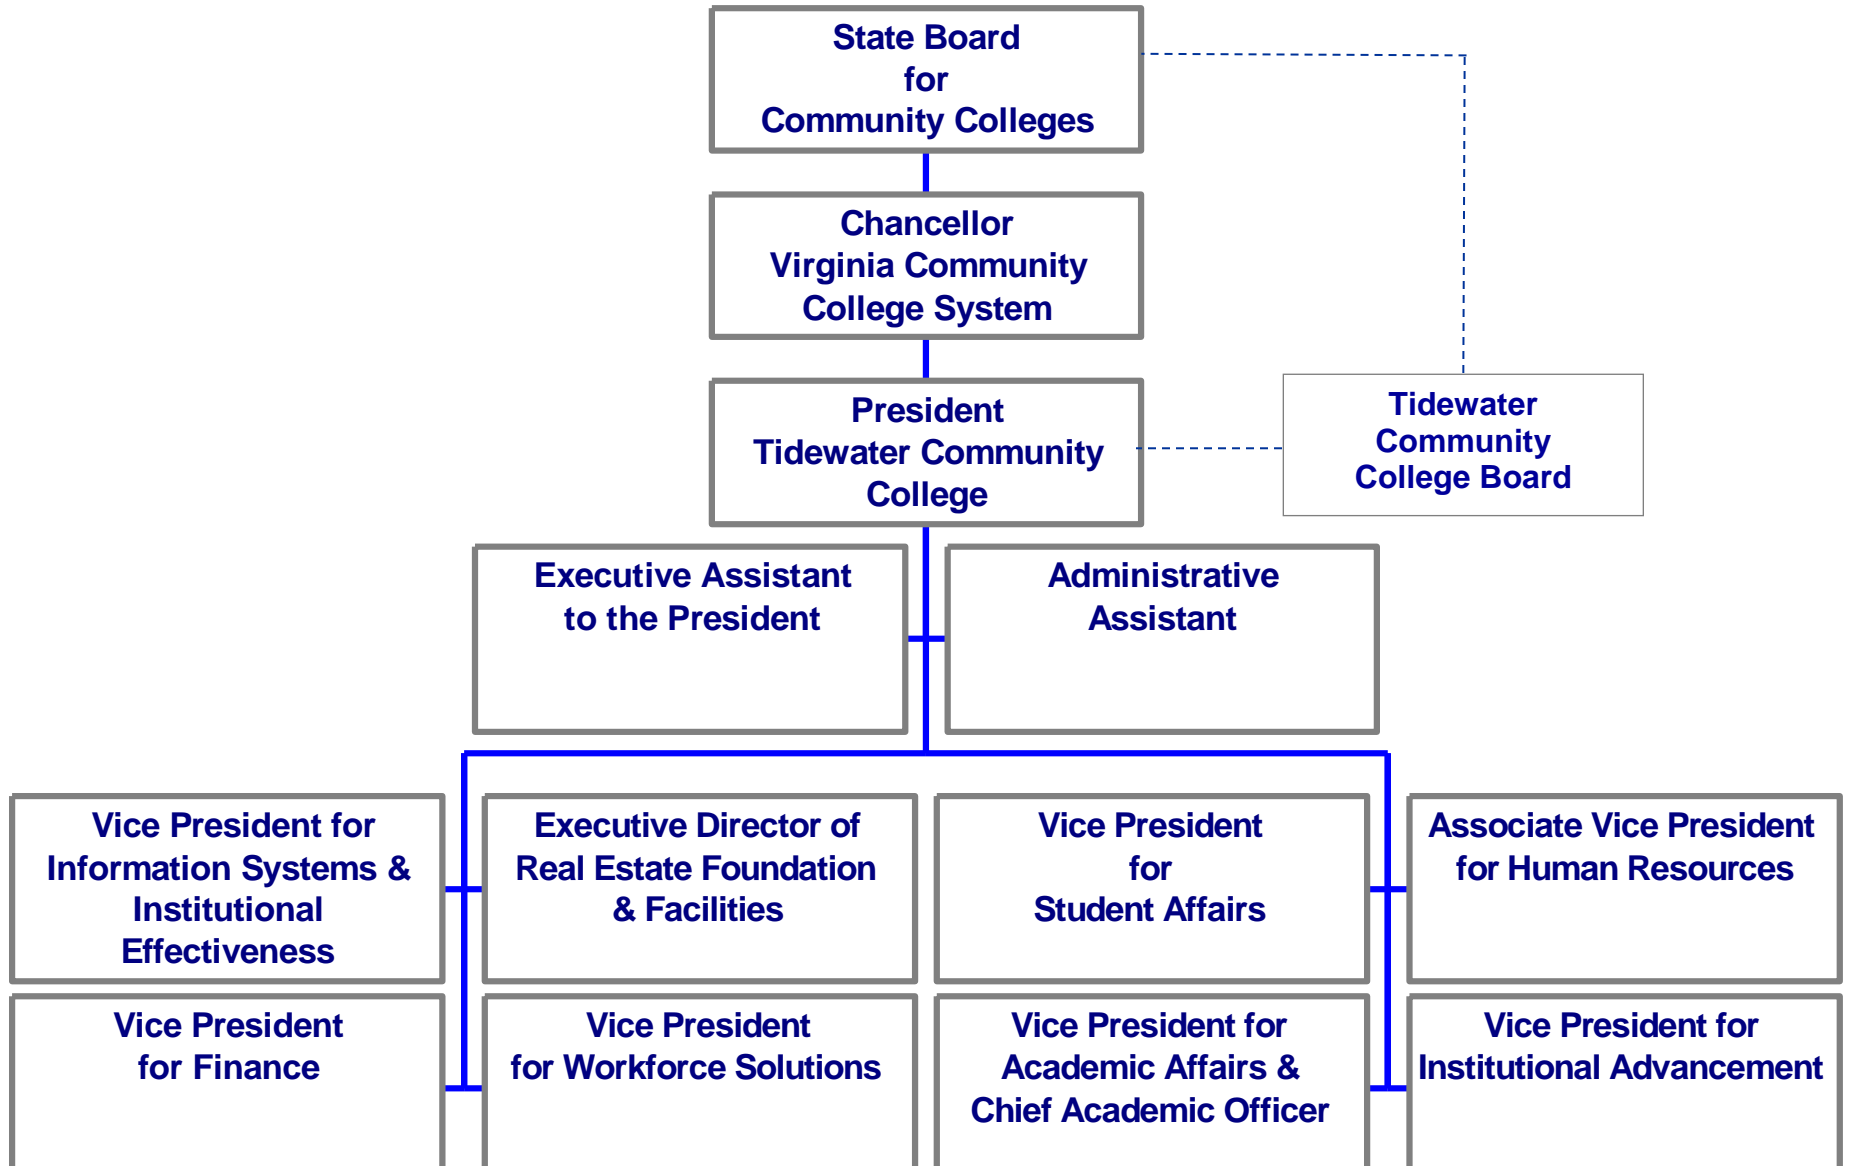 State Board
for
Community Colleges
Chancellor
Virginia Community
College System
President
Tidewater Community
College
Tidewater
Community
College Board
Executive Assistant
to the President
Administrative
Assistant
Vice President for
Information Systems &
Institutional
Effectiveness
Executive Director of
Real Estate Foundation
& Facilities
Vice President
for
Student Affairs
Associate Vice President
for Human Resources
Vice President
for Finance
Vice President
for Workforce Solutions
Vice President for
Academic Affairs &
Chief Academic Officer
Vice President for
Institutional Advancement